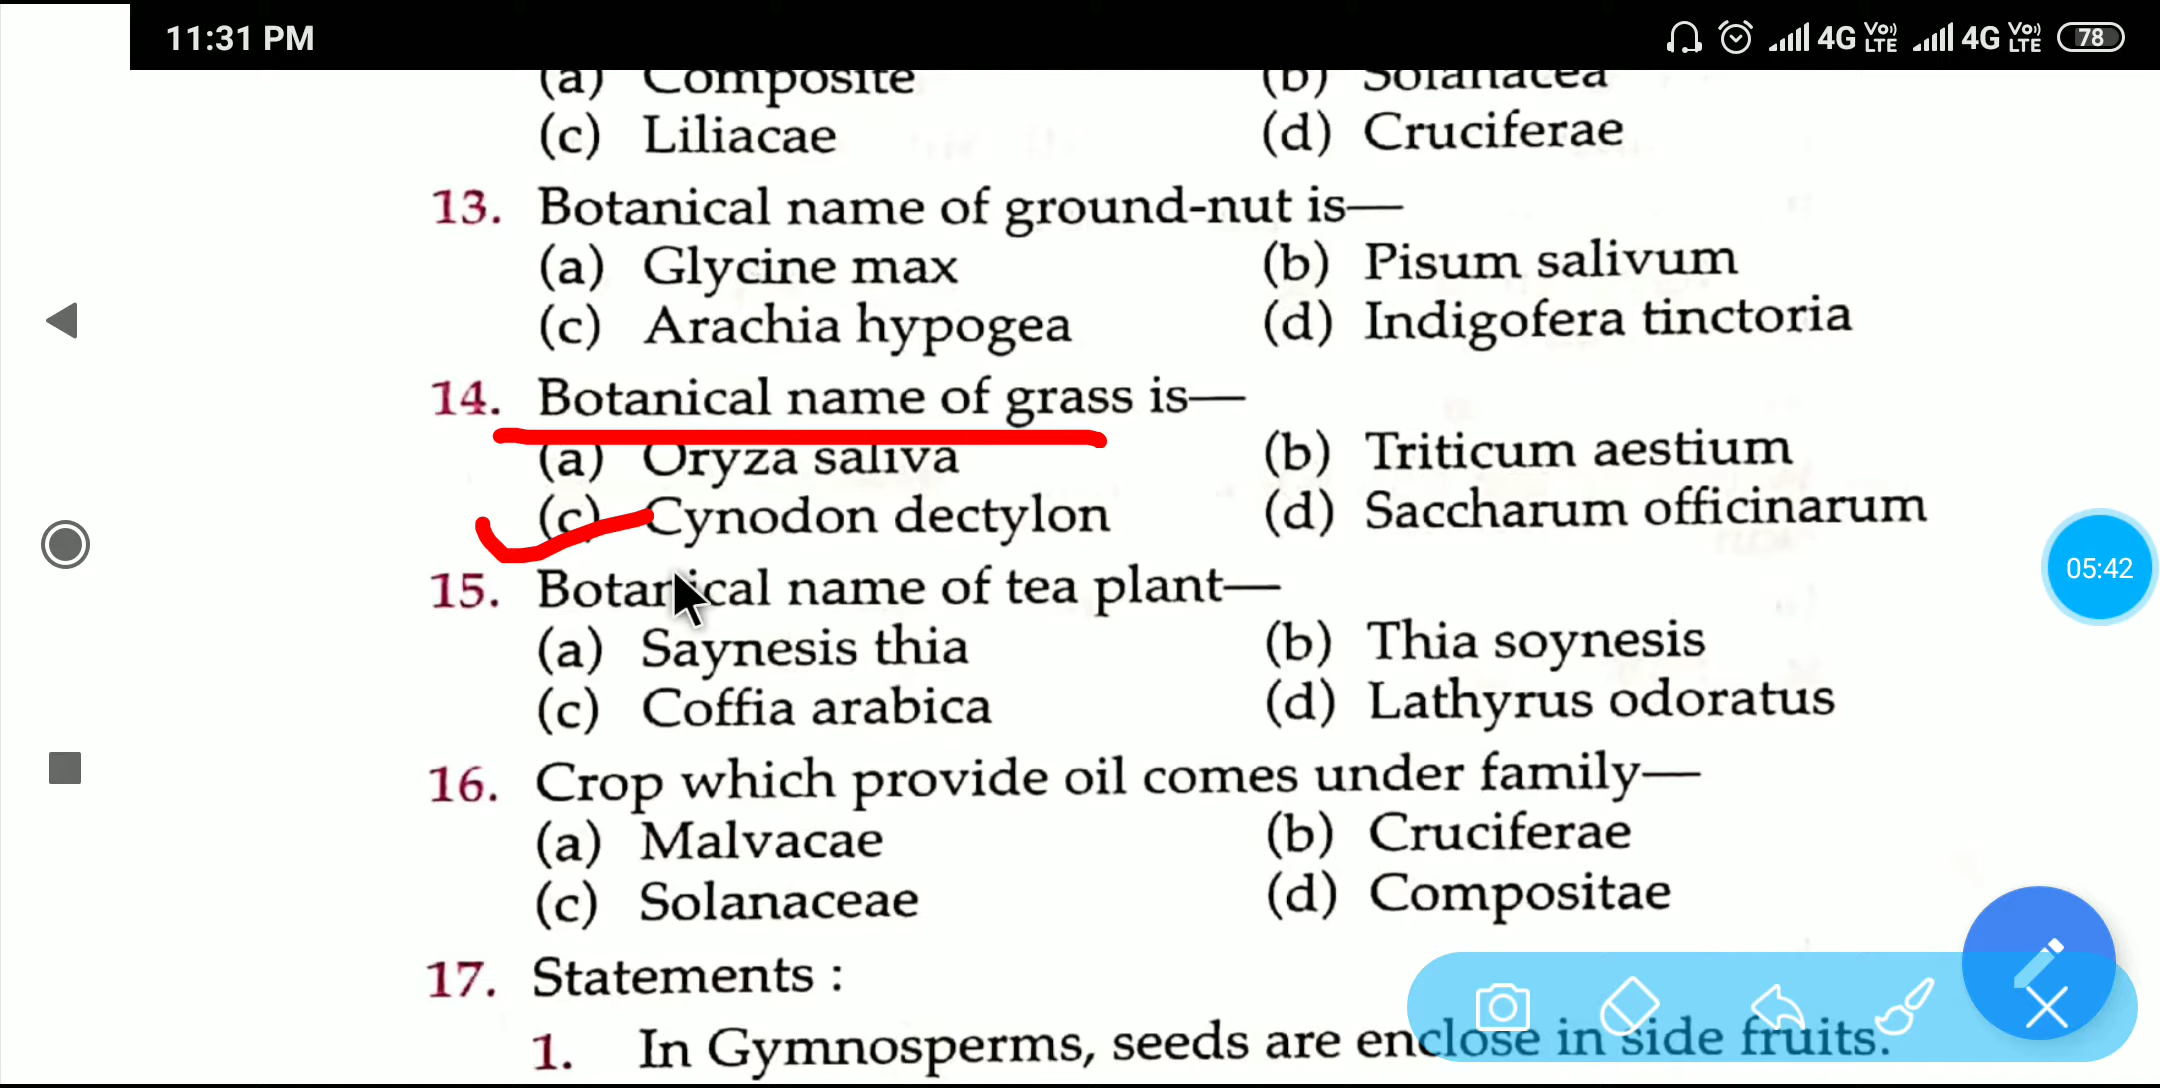 11:31 PM 4G Vo) LTE 4G Vo) LTE 78
(a) Composite (b) Solanacea
(c) Liliacae (d) Cruciferae
13. Botanical name of ground-nut is—
(a) Glycine max (b) Pisum salivum
(c) Arachia hypogea (d) Indigofera tinctoria
14. Botanical name of grass is—
(a) Oryza saliva (b) Triticum aestium
(c) Cynodon dectylon (d) Saccharum officinarum
05:42
15. Botanical name of tea plant—
(a) Saynesis thia (b) Thia soynesis
(c) Coffia arabica (d) Lathyrus odoratus
16. Crop which provide oil comes under family—
(a) Malvacae (b) Cruciferae
(c) Solanaceae (d) Compositae
17. Statements :
1. In Gymnosperms, seeds are enclose in side fruits.